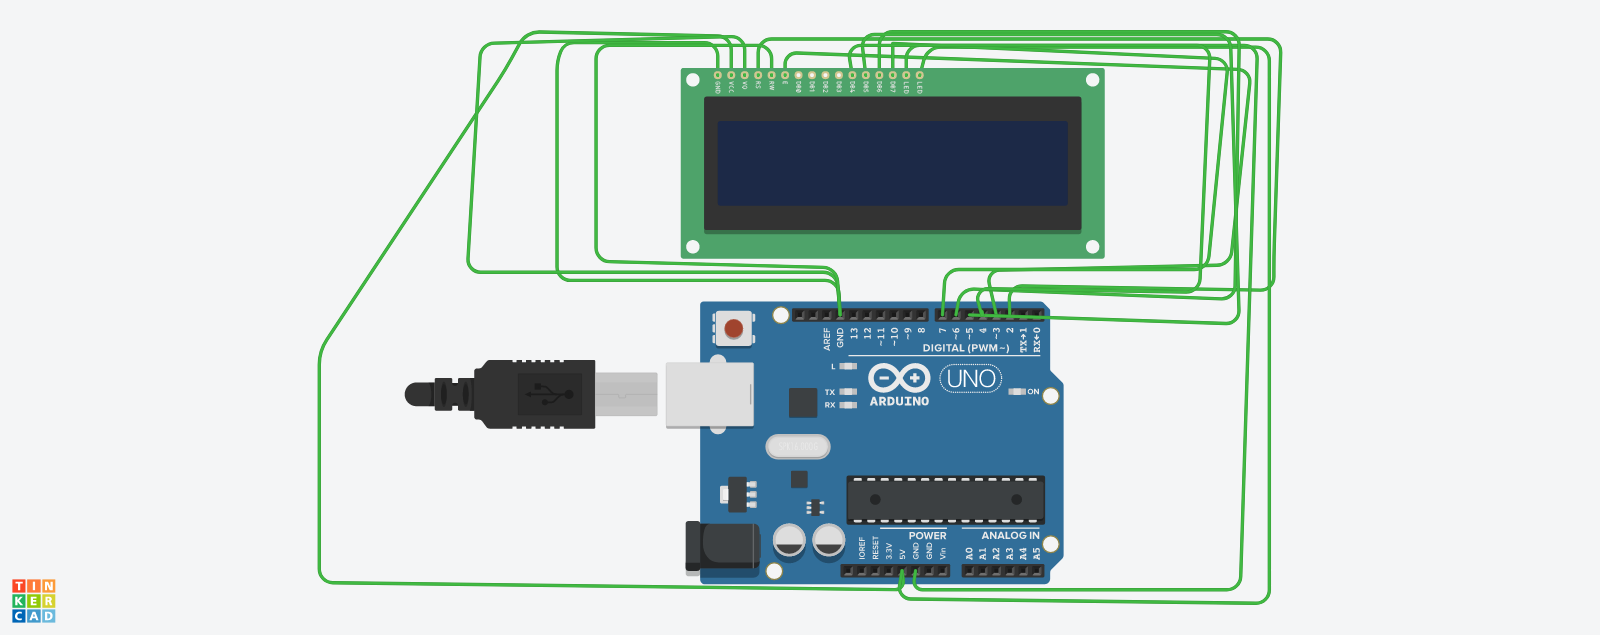 GND VCC V0 RS RW E DB0 DB1 DB2 DB3 DB4 DB5 DB6 DB7 LED LED
AREF GND 13 12 ~11 ~10 ~9 8 7 ~6 ~5 4 ~3 2 TX→1 RX←0
DIGITAL (PWM~)
L
TX
RX
ARDUINO
UNO
ON
POWER
ANALOG IN
IOREF RESET 3.3V 5V GND GND Vin A0 A1 A2 A3 A4 A5
TIN
KER
CAD